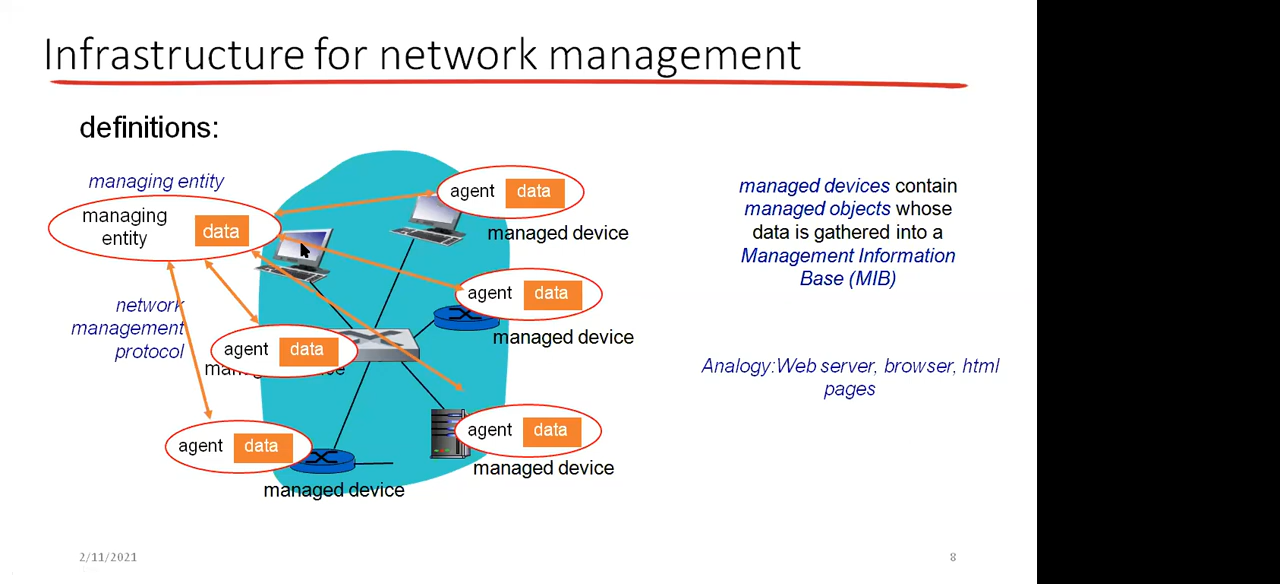 Infrastructure for network management
definitions:
managing entity
managing
entity
data
agent data
managed device
agent data
managed device
network
management
protocol
agent data
managed device
agent data
managed device
agent data
managed device
managed devices contain
managed objects whose
data is gathered into a
Management Information
Base (MIB)
Analogy:Web server, browser, html
pages
2/11/2021
8